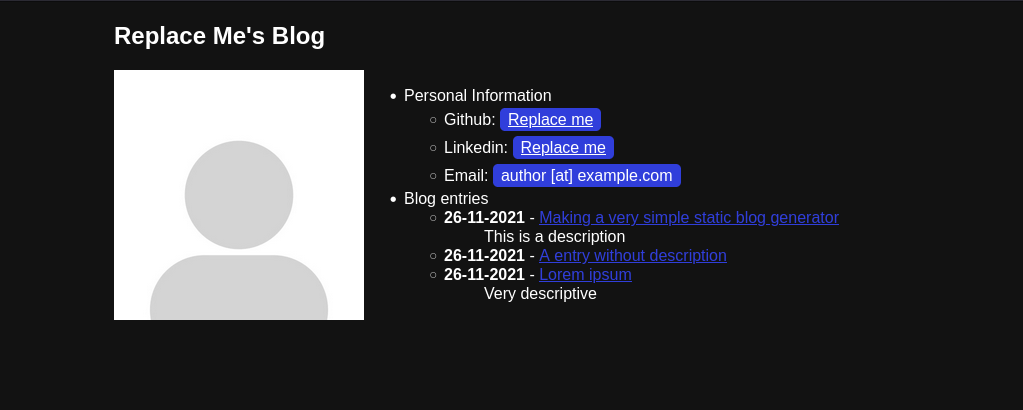 Replace Me's Blog
Personal Information
Github: Replace me
Linkedin: Replace me
Email: author [at] example.com
Blog entries
26-11-2021 - Making a very simple static blog generator
This is a description
26-11-2021 - A entry without description
26-11-2021 - Lorem ipsum
Very descriptive